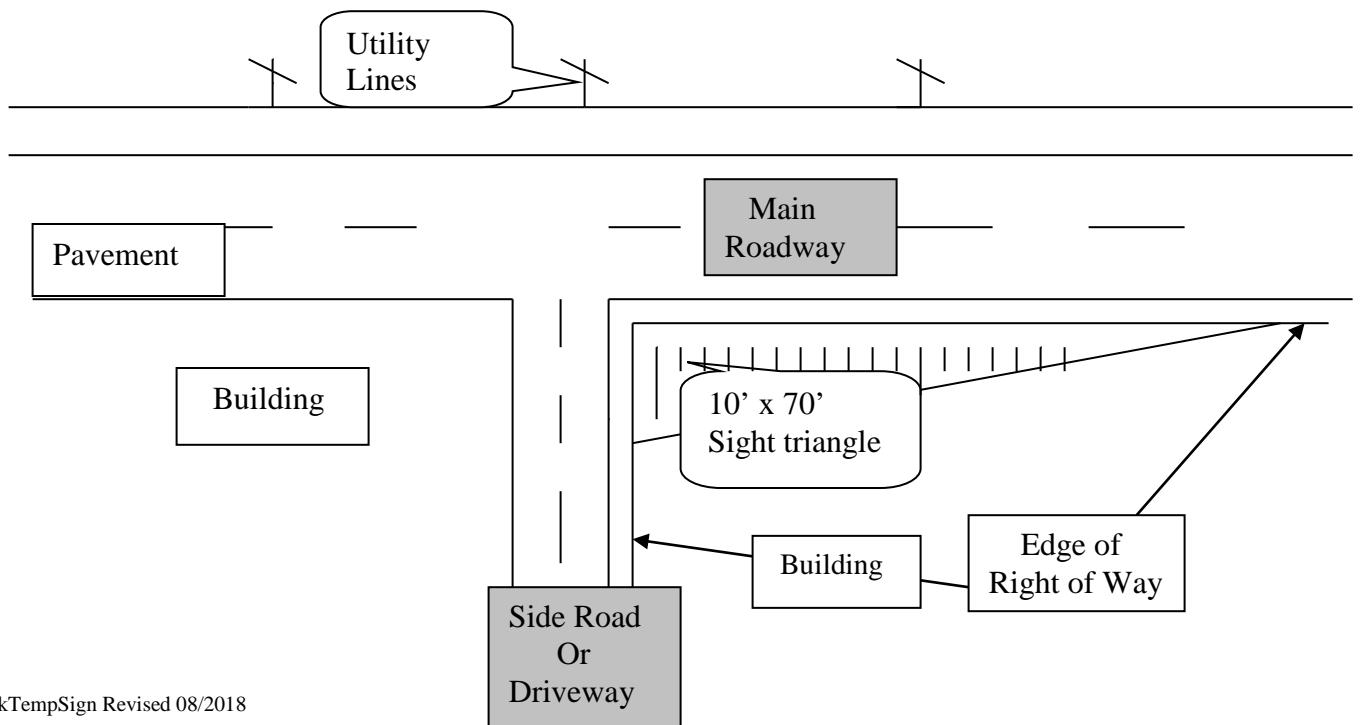 Utility
Lines
Main
Roadway
Pavement
Building
10’ x 70’
Sight triangle
Building
Edge of
Right of Way
Side Road
Or
Driveway
TempSign Revised 08/2018